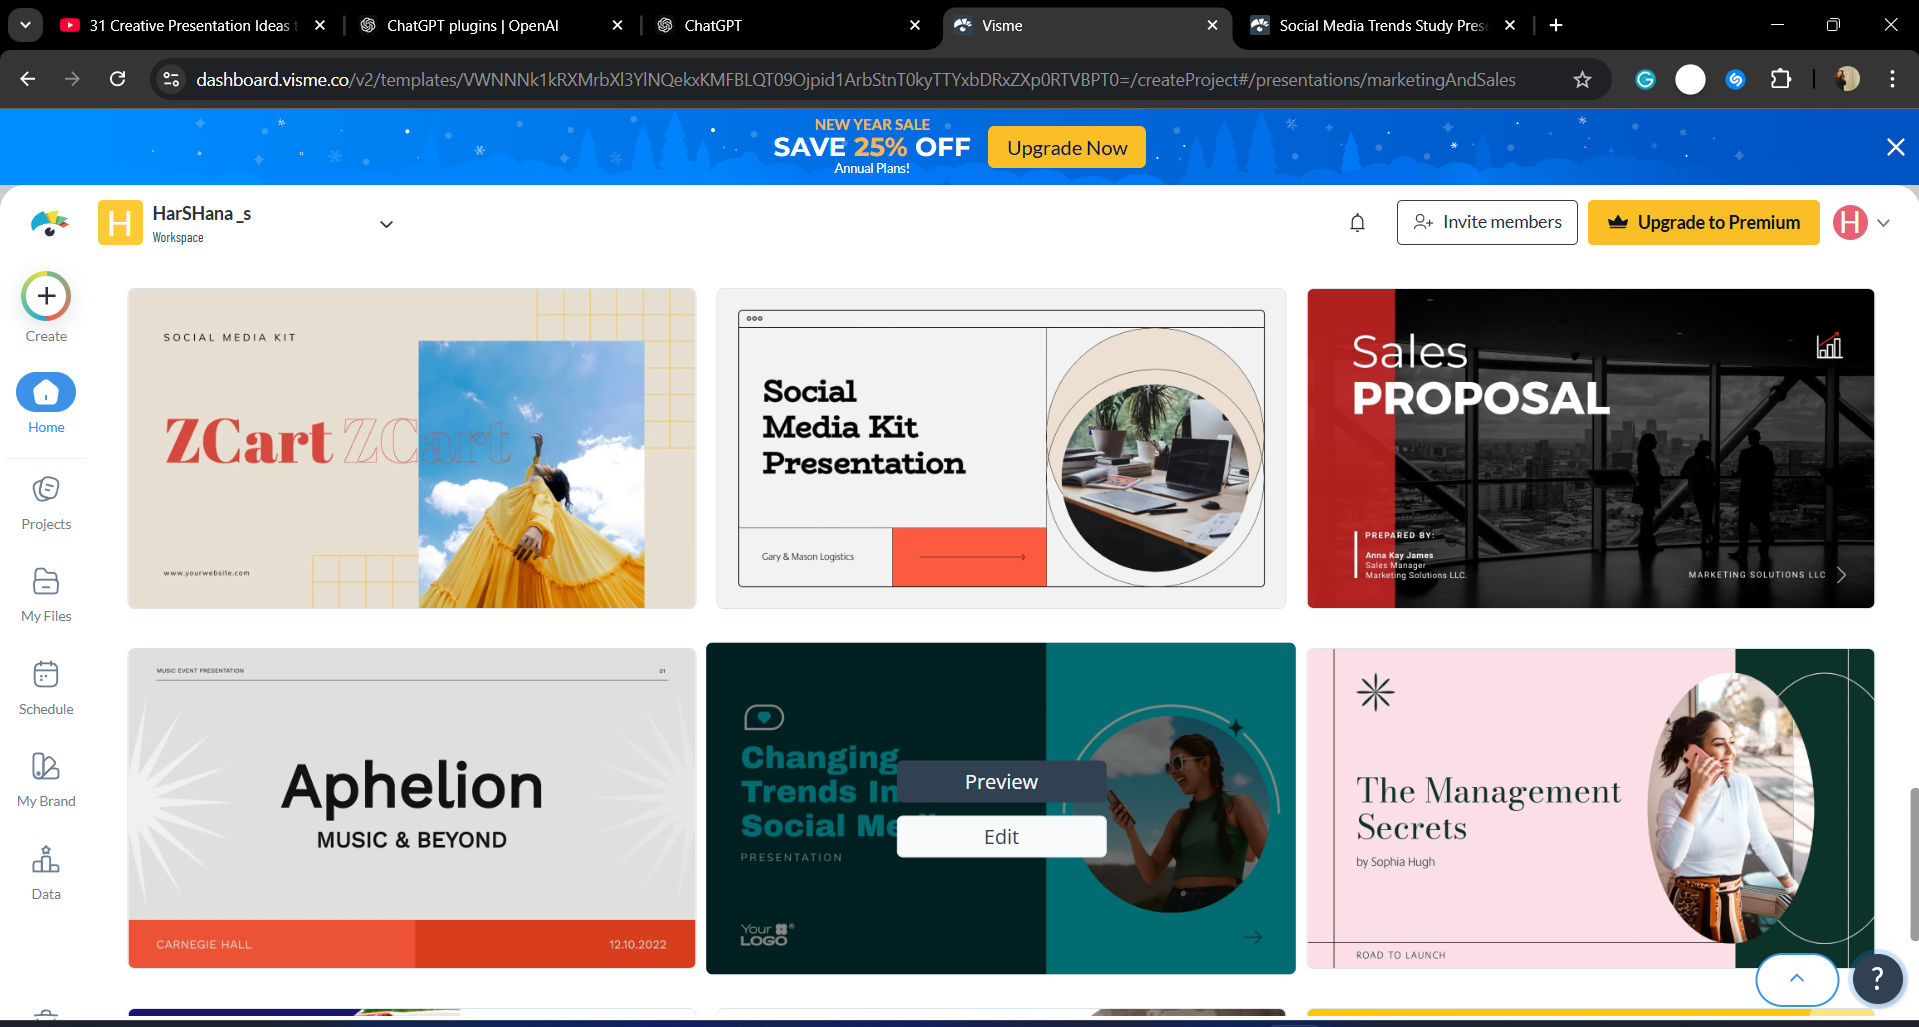 31 Creative Presentation Ideas
ChatGPT plugins | OpenAI
ChatGPT
Visme
Social Media Trends Study Pres
dashboard.visme.co/v2/templates/VWNNNk1kRXMrbXl3YlNQekxKMFBLQT09Ojpid1ArbStnT0kyTTYxbDRxZXp0RTVBPT0=/createProject#/presentations/marketingAndSales
NEW YEAR SALE
SAVE 25% OFF
Annual Plans!
Upgrade Now
H
HarSHana _s
Workspace
Invite members
Upgrade to Premium
H
Create
Home
Projects
My Files
Schedule
My Brand
Data
SOCIAL MEDIA KIT
ZCart ZCart
www.yourwebsite.com
Social
Media Kit
Presentation
Gary & Mason Logistics
Sales
PROPOSAL
PREPARED BY:
Anna Kay James
Sales Manager
Marketing Solutions LLC.
MARKETING SOLUTIONS LLC
MUSIC EVENT PRESENTATION
01
Aphelion
MUSIC & BEYOND
CARNEGIE HALL
12.10.2022
Changing
Trends In
Social Me
PRESENTATION
Preview
Edit
Your
LOGO
The Management
Secrets
by Sophia Hugh
ROAD TO LAUNCH
?